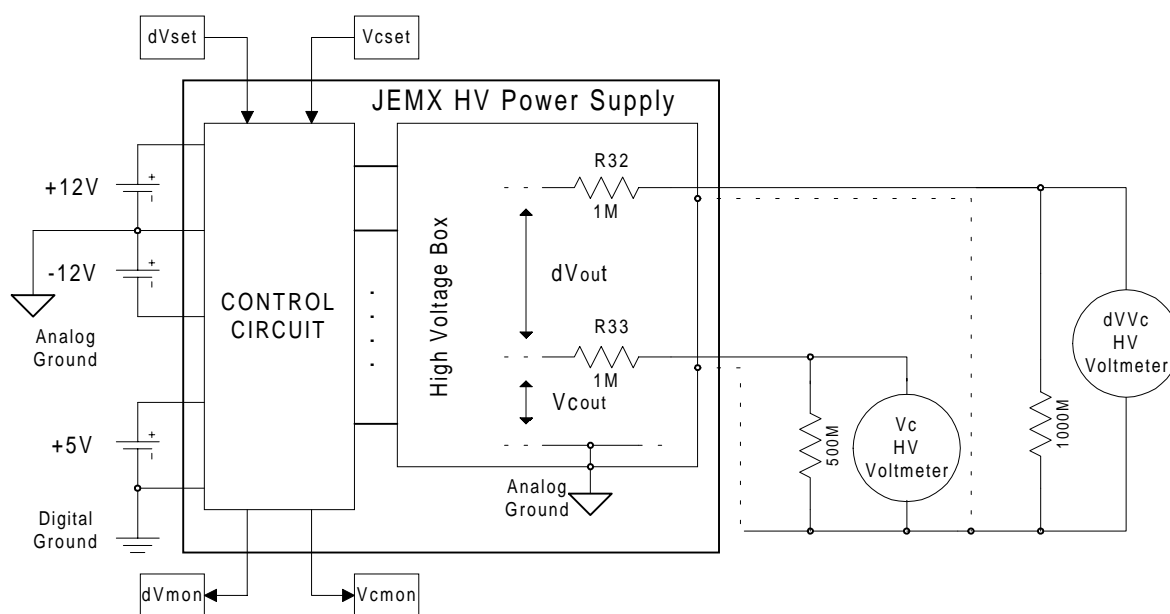 dVset
Vcset
JEMX HV Power Supply
+12V
-12V
Analog
Ground
+5V
Digital
Ground
CONTROL
CIRCUIT
High Voltage Box
R32
1M
dVout
R33
1M
Vcout
Analog
Ground
500M
Vc
HV
Voltmeter
1000M
dVVc
HV
Voltmeter
dVmon
Vcmon